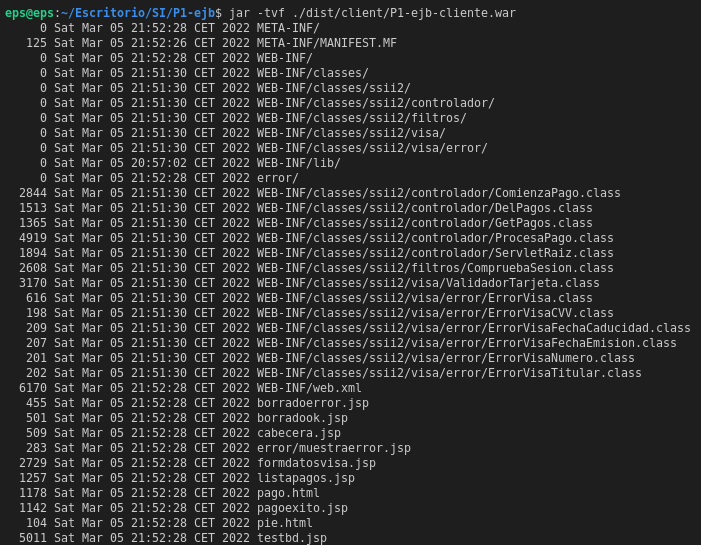 eps@eps:~/Escritorio/SI/P1-ejb$ jar -tvf ./dist/client/P1-ejb-cliente.war
0 Sat Mar 05 21:52:28 CET 2022 META-INF/
125 Sat Mar 05 21:52:26 CET 2022 META-INF/MANIFEST.MF
0 Sat Mar 05 21:52:28 CET 2022 WEB-INF/
0 Sat Mar 05 21:51:30 CET 2022 WEB-INF/classes/
0 Sat Mar 05 21:51:30 CET 2022 WEB-INF/classes/ssii2/
0 Sat Mar 05 21:51:30 CET 2022 WEB-INF/classes/ssii2/controlador/
0 Sat Mar 05 21:51:30 CET 2022 WEB-INF/classes/ssii2/filtros/
0 Sat Mar 05 21:51:30 CET 2022 WEB-INF/classes/ssii2/visa/
0 Sat Mar 05 21:51:30 CET 2022 WEB-INF/classes/ssii2/visa/error/
0 Sat Mar 05 20:57:02 CET 2022 WEB-INF/lib/
0 Sat Mar 05 21:52:28 CET 2022 error/
2844 Sat Mar 05 21:51:30 CET 2022 WEB-INF/classes/ssii2/controlador/ComienzaPago.class
1513 Sat Mar 05 21:51:30 CET 2022 WEB-INF/classes/ssii2/controlador/DelPagos.class
1365 Sat Mar 05 21:51:30 CET 2022 WEB-INF/classes/ssii2/controlador/GetPagos.class
4919 Sat Mar 05 21:51:30 CET 2022 WEB-INF/classes/ssii2/controlador/ProcesaPago.class
1894 Sat Mar 05 21:51:30 CET 2022 WEB-INF/classes/ssii2/controlador/ServletRaiz.class
2608 Sat Mar 05 21:51:30 CET 2022 WEB-INF/classes/ssii2/filtros/CompruebaSesion.class
3170 Sat Mar 05 21:51:30 CET 2022 WEB-INF/classes/ssii2/visa/ValidadorTarjeta.class
616 Sat Mar 05 21:51:30 CET 2022 WEB-INF/classes/ssii2/visa/error/ErrorVisa.class
198 Sat Mar 05 21:51:30 CET 2022 WEB-INF/classes/ssii2/visa/error/ErrorVisaCVV.class
209 Sat Mar 05 21:51:30 CET 2022 WEB-INF/classes/ssii2/visa/error/ErrorVisaFechaCaducidad.class
207 Sat Mar 05 21:51:30 CET 2022 WEB-INF/classes/ssii2/visa/error/ErrorVisaFechaEmision.class
201 Sat Mar 05 21:51:30 CET 2022 WEB-INF/classes/ssii2/visa/error/ErrorVisaNumero.class
202 Sat Mar 05 21:51:30 CET 2022 WEB-INF/classes/ssii2/visa/error/ErrorVisaTitular.class
6170 Sat Mar 05 21:52:28 CET 2022 WEB-INF/web.xml
455 Sat Mar 05 21:52:28 CET 2022 borradoerror.jsp
501 Sat Mar 05 21:52:28 CET 2022 borradook.jsp
509 Sat Mar 05 21:52:28 CET 2022 cabecera.jsp
283 Sat Mar 05 21:52:28 CET 2022 error/muestraerror.jsp
2729 Sat Mar 05 21:52:28 CET 2022 formdatosvisa.jsp
1257 Sat Mar 05 21:52:28 CET 2022 listapagos.jsp
1178 Sat Mar 05 21:52:28 CET 2022 pago.html
1142 Sat Mar 05 21:52:28 CET 2022 pagoexito.jsp
104 Sat Mar 05 21:52:28 CET 2022 pie.html
5011 Sat Mar 05 21:52:28 CET 2022 testbd.jsp